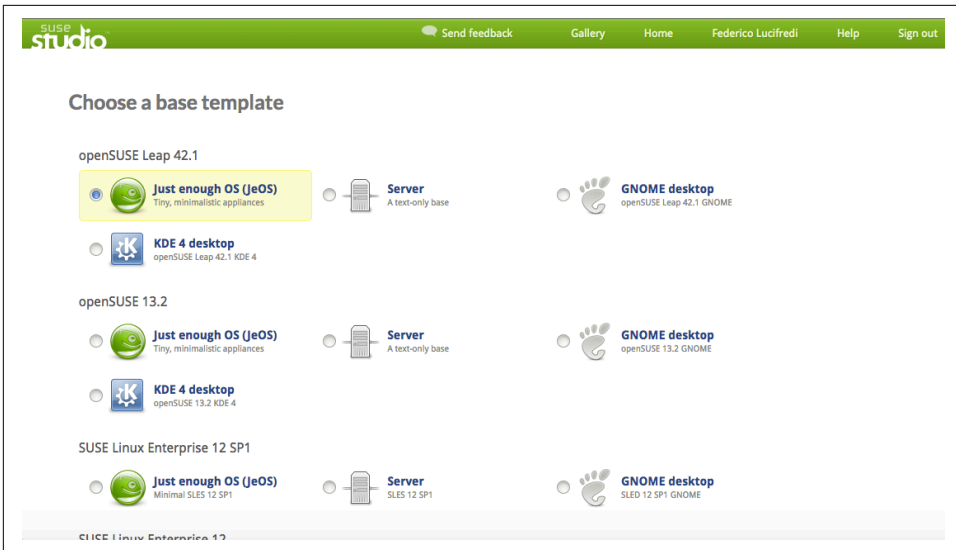 suse studio
Send feedback Gallery Home Federico Lucifredi Help Sign out
Choose a base template
openSUSE Leap 42.1
Just enough OS (JeOS) Server GNOME desktop
Tiny, minimalistic appliances A text-only base openSUSE Leap 42.1 GNOME
KDE 4 desktop
openSUSE Leap 42.1 KDE 4
openSUSE 13.2
Just enough OS (JeOS) Server GNOME desktop
Tiny, minimalistic appliances A text-only base openSUSE 13.2 GNOME
KDE 4 desktop
openSUSE 13.2 KDE 4
SUSE Linux Enterprise 12 SP1
Just enough OS (JeOS) Server GNOME desktop
Minimal SLES 12 SP1 SLES 12 SP1 SLED 12 SP1 GNOME
SUSE Linux Enterprise 12